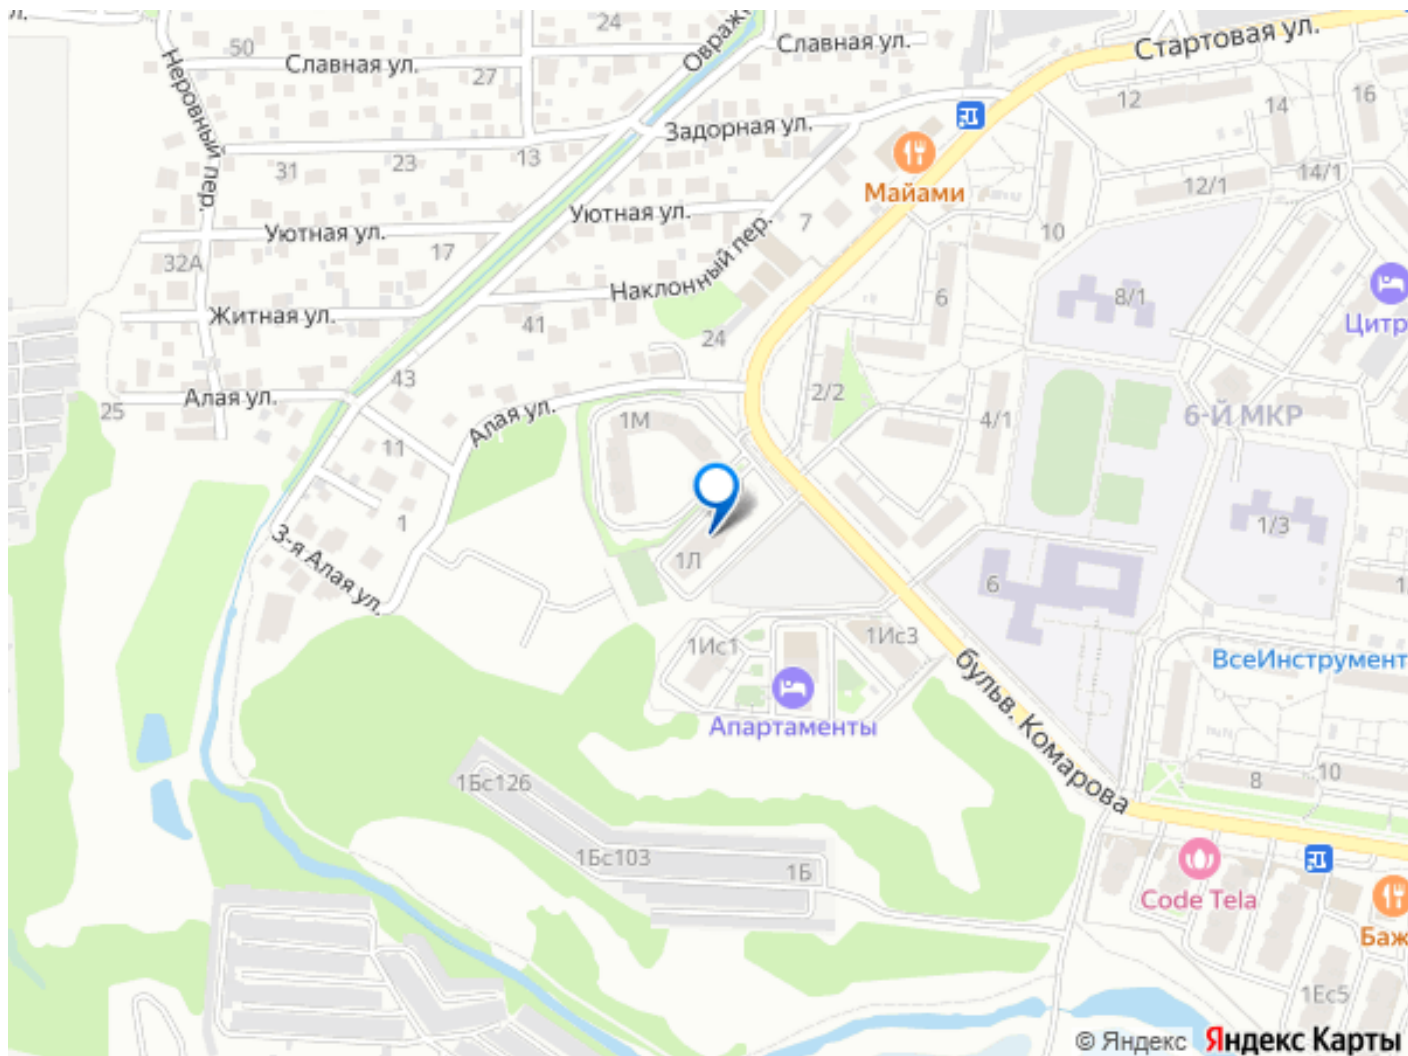 24
Овраж
Славная ул.
Стартовая ул.
50
Славная ул.
27
Неровный пер.
12
14
16
Задорная ул.
31
23
13
Майами
14/1
12/1
Уютная ул.
Уютная ул.
17
7
10
32А
Наклонный пер.
6
8/1
Житная ул.
41
24
Цитр
43
2/2
25
Алая ул.
Алая ул.
1М
4/1
6-Й МКР
11
1
1/3
3-я Алая ул.
1Л
6
1
1Ис1
1Ис3
ВсеИнструмент
бульв. Комарова
Апартаменты
1Бс126
8
10
1Бс103
1Б
Code Tela
Баж
1Ес5
© Яндекс Яндекс Карты